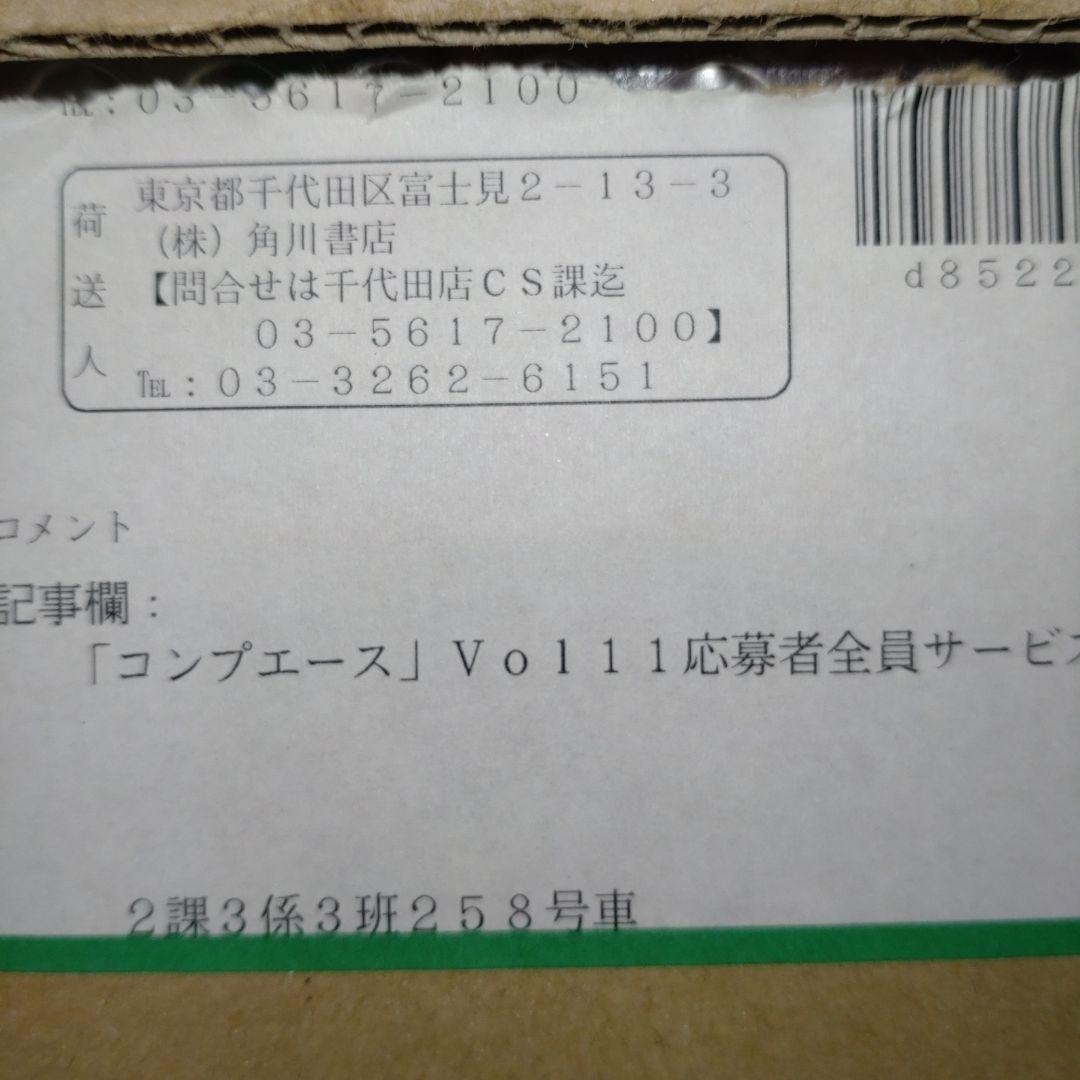 ℡：０３－５６１７－２１００
荷送人
東京都千代田区富士見２－１３－３
（株）角川書店
【問合せは千代田店ＣＳ課迄
０３－５６１７－２１００】
℡：０３－３２６２－６１５１
ｄ８５２２
コメント
記事欄：
「コンプエース」Ｖｏｌ１１応募者全員サービス
２課３係３班２５８号車